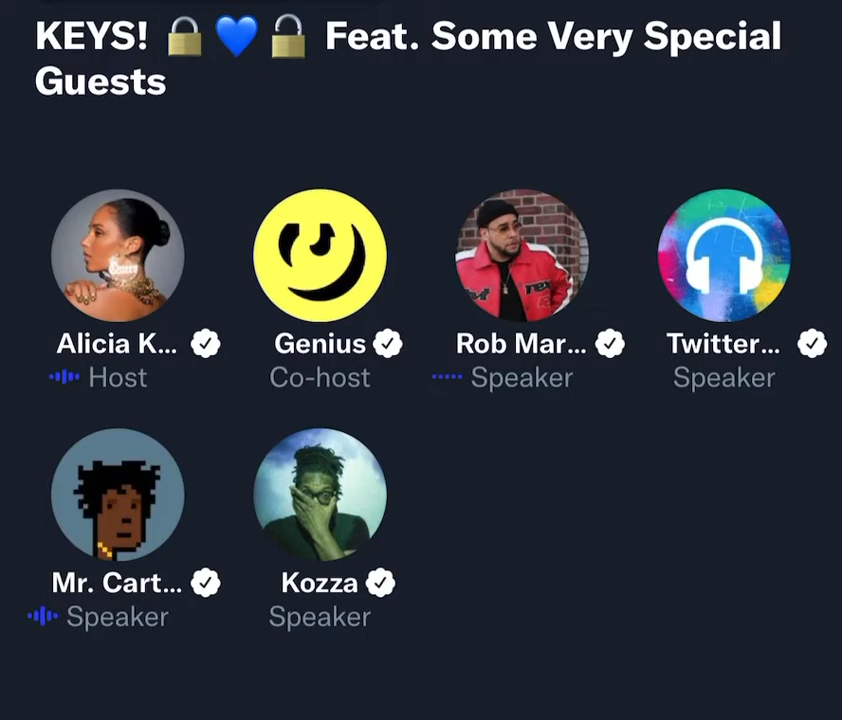 KEYS! 🔒💙🔓 Feat. Some Very Special
Guests
Alicia K... Genius Rob Mar... Twitter...
Host Co-host Speaker Speaker
Mr. Cart... Kozza
Speaker Speaker